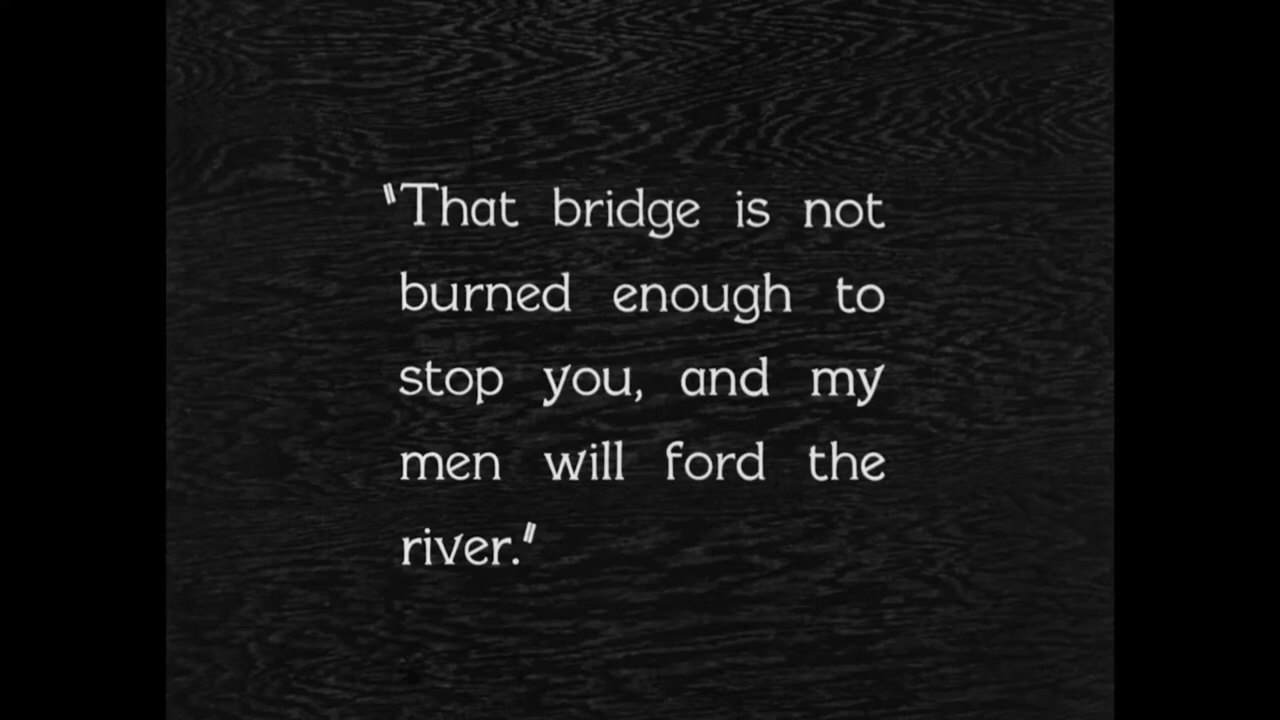 "That bridge is not
burned enough to
stop you, and my
men will ford the
river."